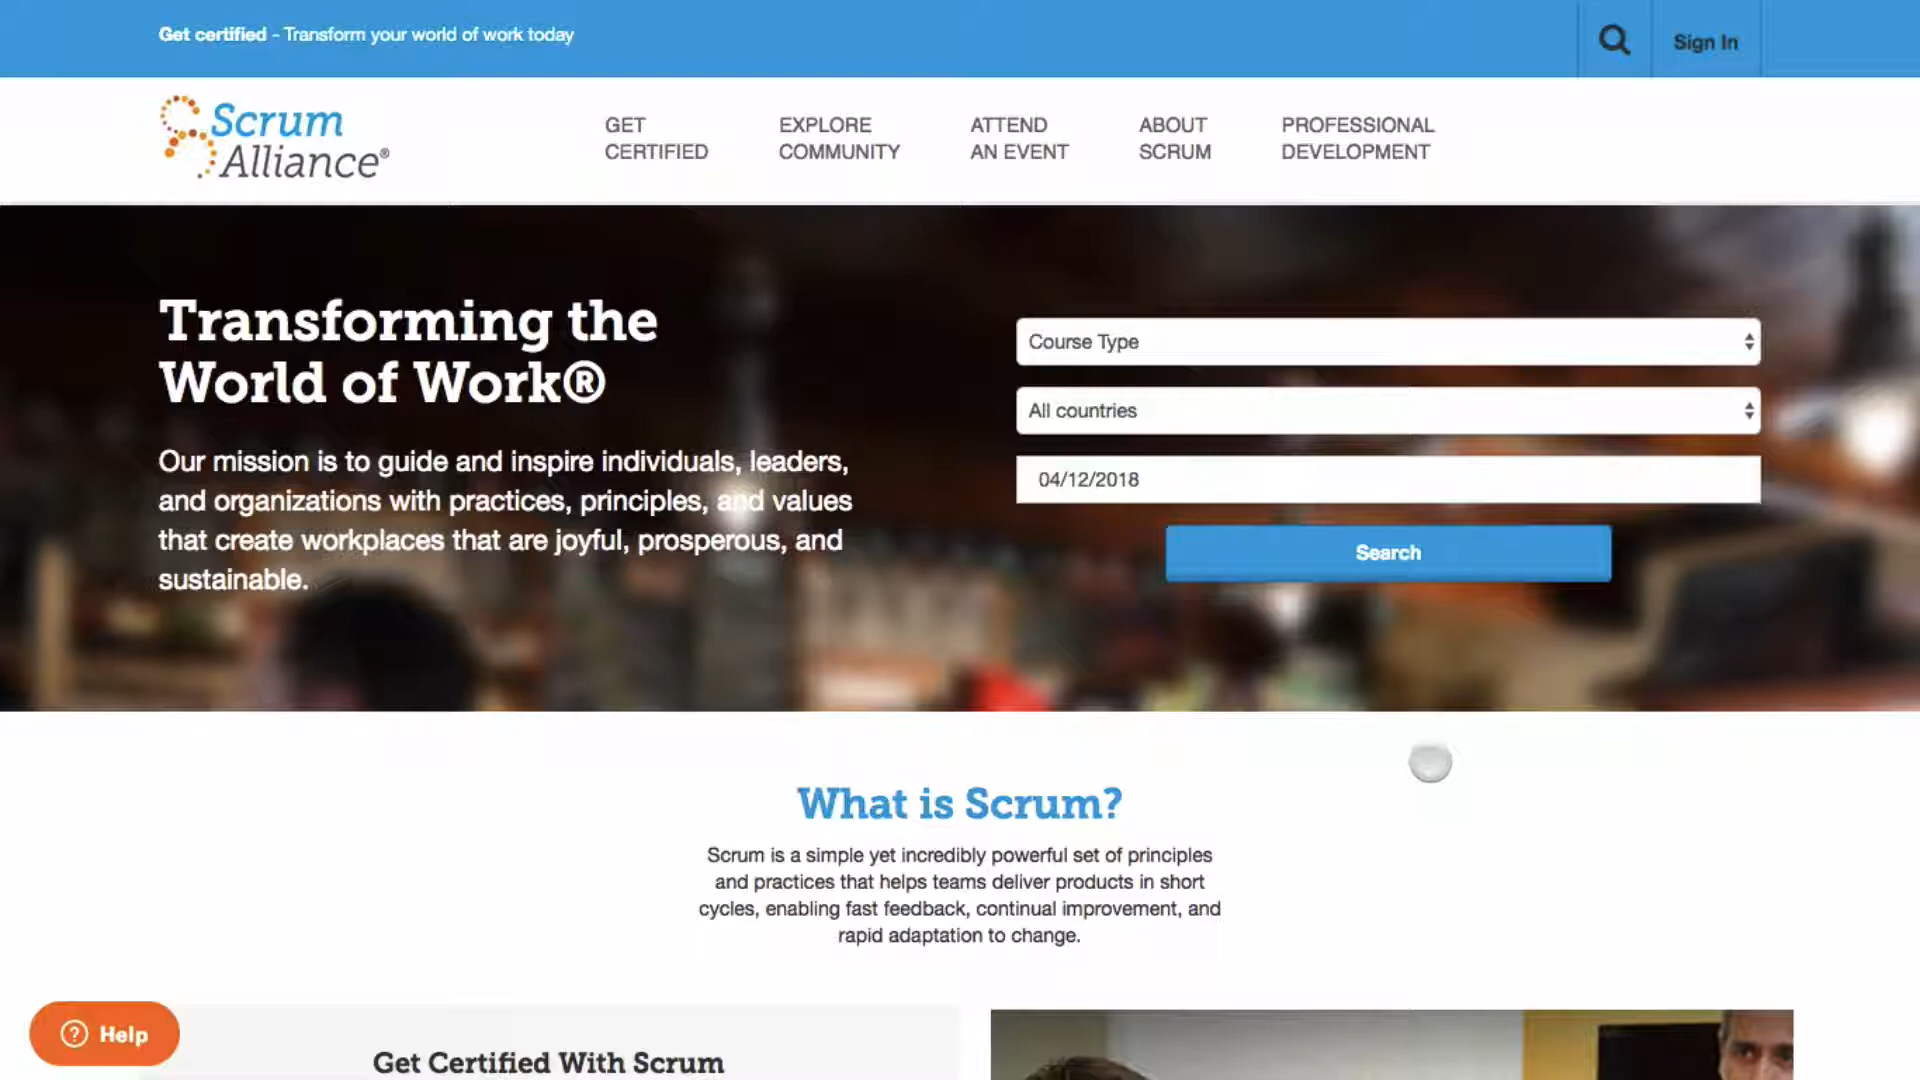 Get certified - Transform your world of work today
Sign In
Scrum
Alliance®
GET
CERTIFIED
EXPLORE
COMMUNITY
ATTEND
AN EVENT
ABOUT
SCRUM
PROFESSIONAL
DEVELOPMENT
Transforming the
World of Work®
Our mission is to guide and inspire individuals, leaders,
and organizations with practices, principles, and values
that create workplaces that are joyful, prosperous, and
sustainable.
Course Type
All countries
04/12/2018
Search
What is Scrum?
Scrum is a simple yet incredibly powerful set of principles
and practices that helps teams deliver products in short
cycles, enabling fast feedback, continual improvement, and
rapid adaptation to change.
? Help
Get Certified With Scrum